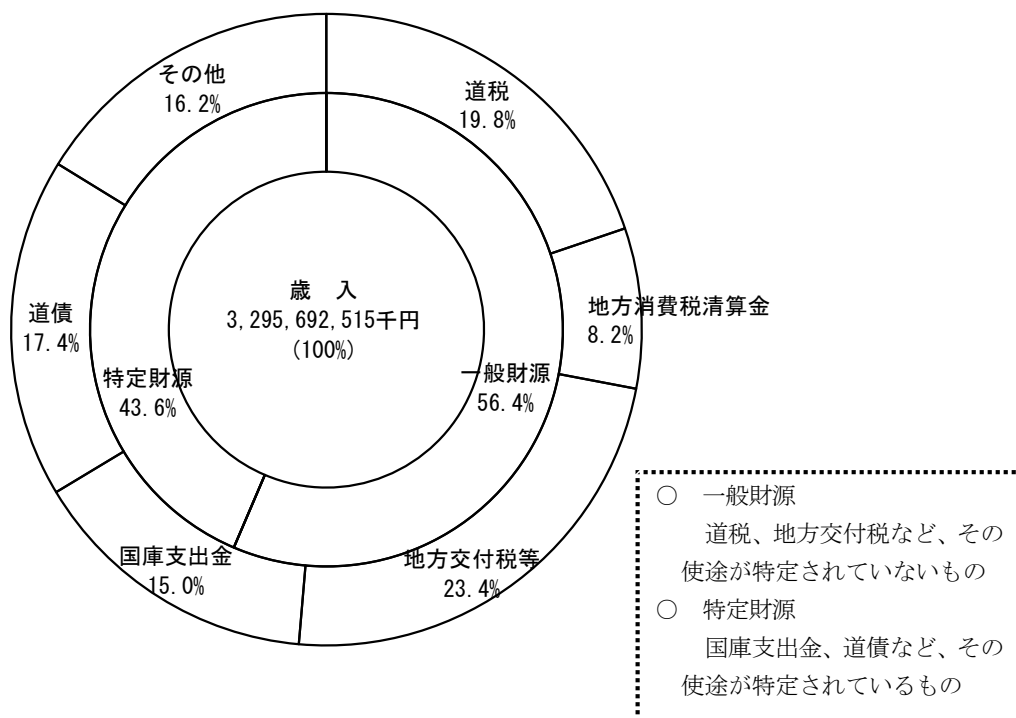 その他
16.2%
道税
19.8%
地方消費税清算金
8.2%
道債
17.4%
歳　入
3,295,692,515千円
(100%)
特定財源
43.6%
一般財源
56.4%
国庫支出金
15.0%
地方交付税等
23.4%
○　一般財源
道税、地方交付税など、その
使途が特定されていないもの
○　特定財源
国庫支出金、道債など、その
使途が特定されているもの